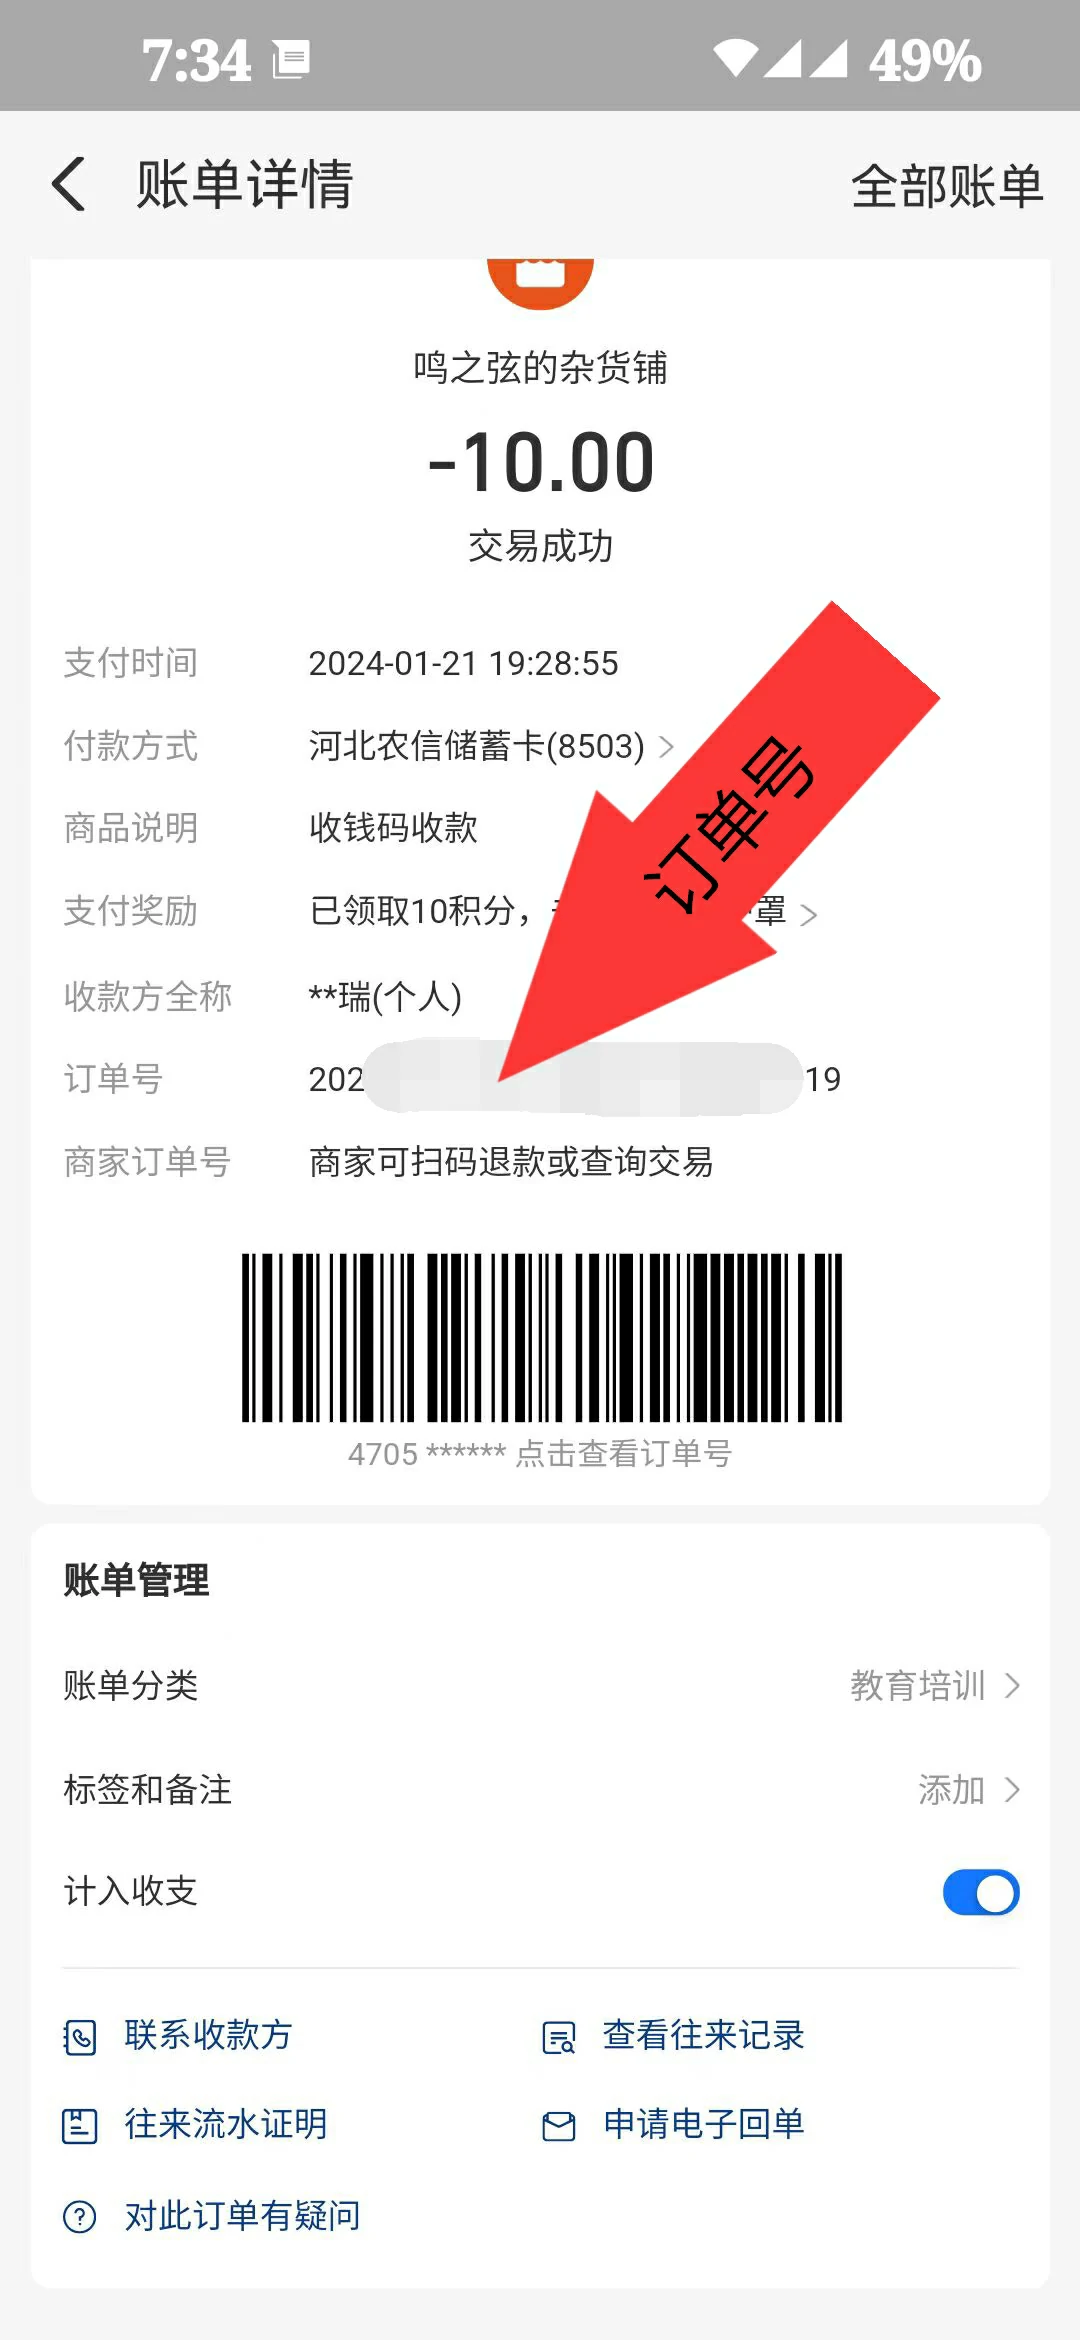 7:34 49%
账单详情 全部账单
鸣之弦的杂货铺
-10.00
交易成功
支付时间 2024-01-21 19:28:55
付款方式 河北农信储蓄卡(8503)
商品说明 收钱码收款
订单号
支付奖励 已领取10积分， 罩
收款方全称 **瑞(个人)
订单号 202 19
商家订单号 商家可扫码退款或查询交易
4705 ****** 点击查看订单号
账单管理
账单分类 教育培训
标签和备注 添加
计入收支
联系收款方 查看往来记录
往来流水证明 申请电子回单
对此订单有疑问